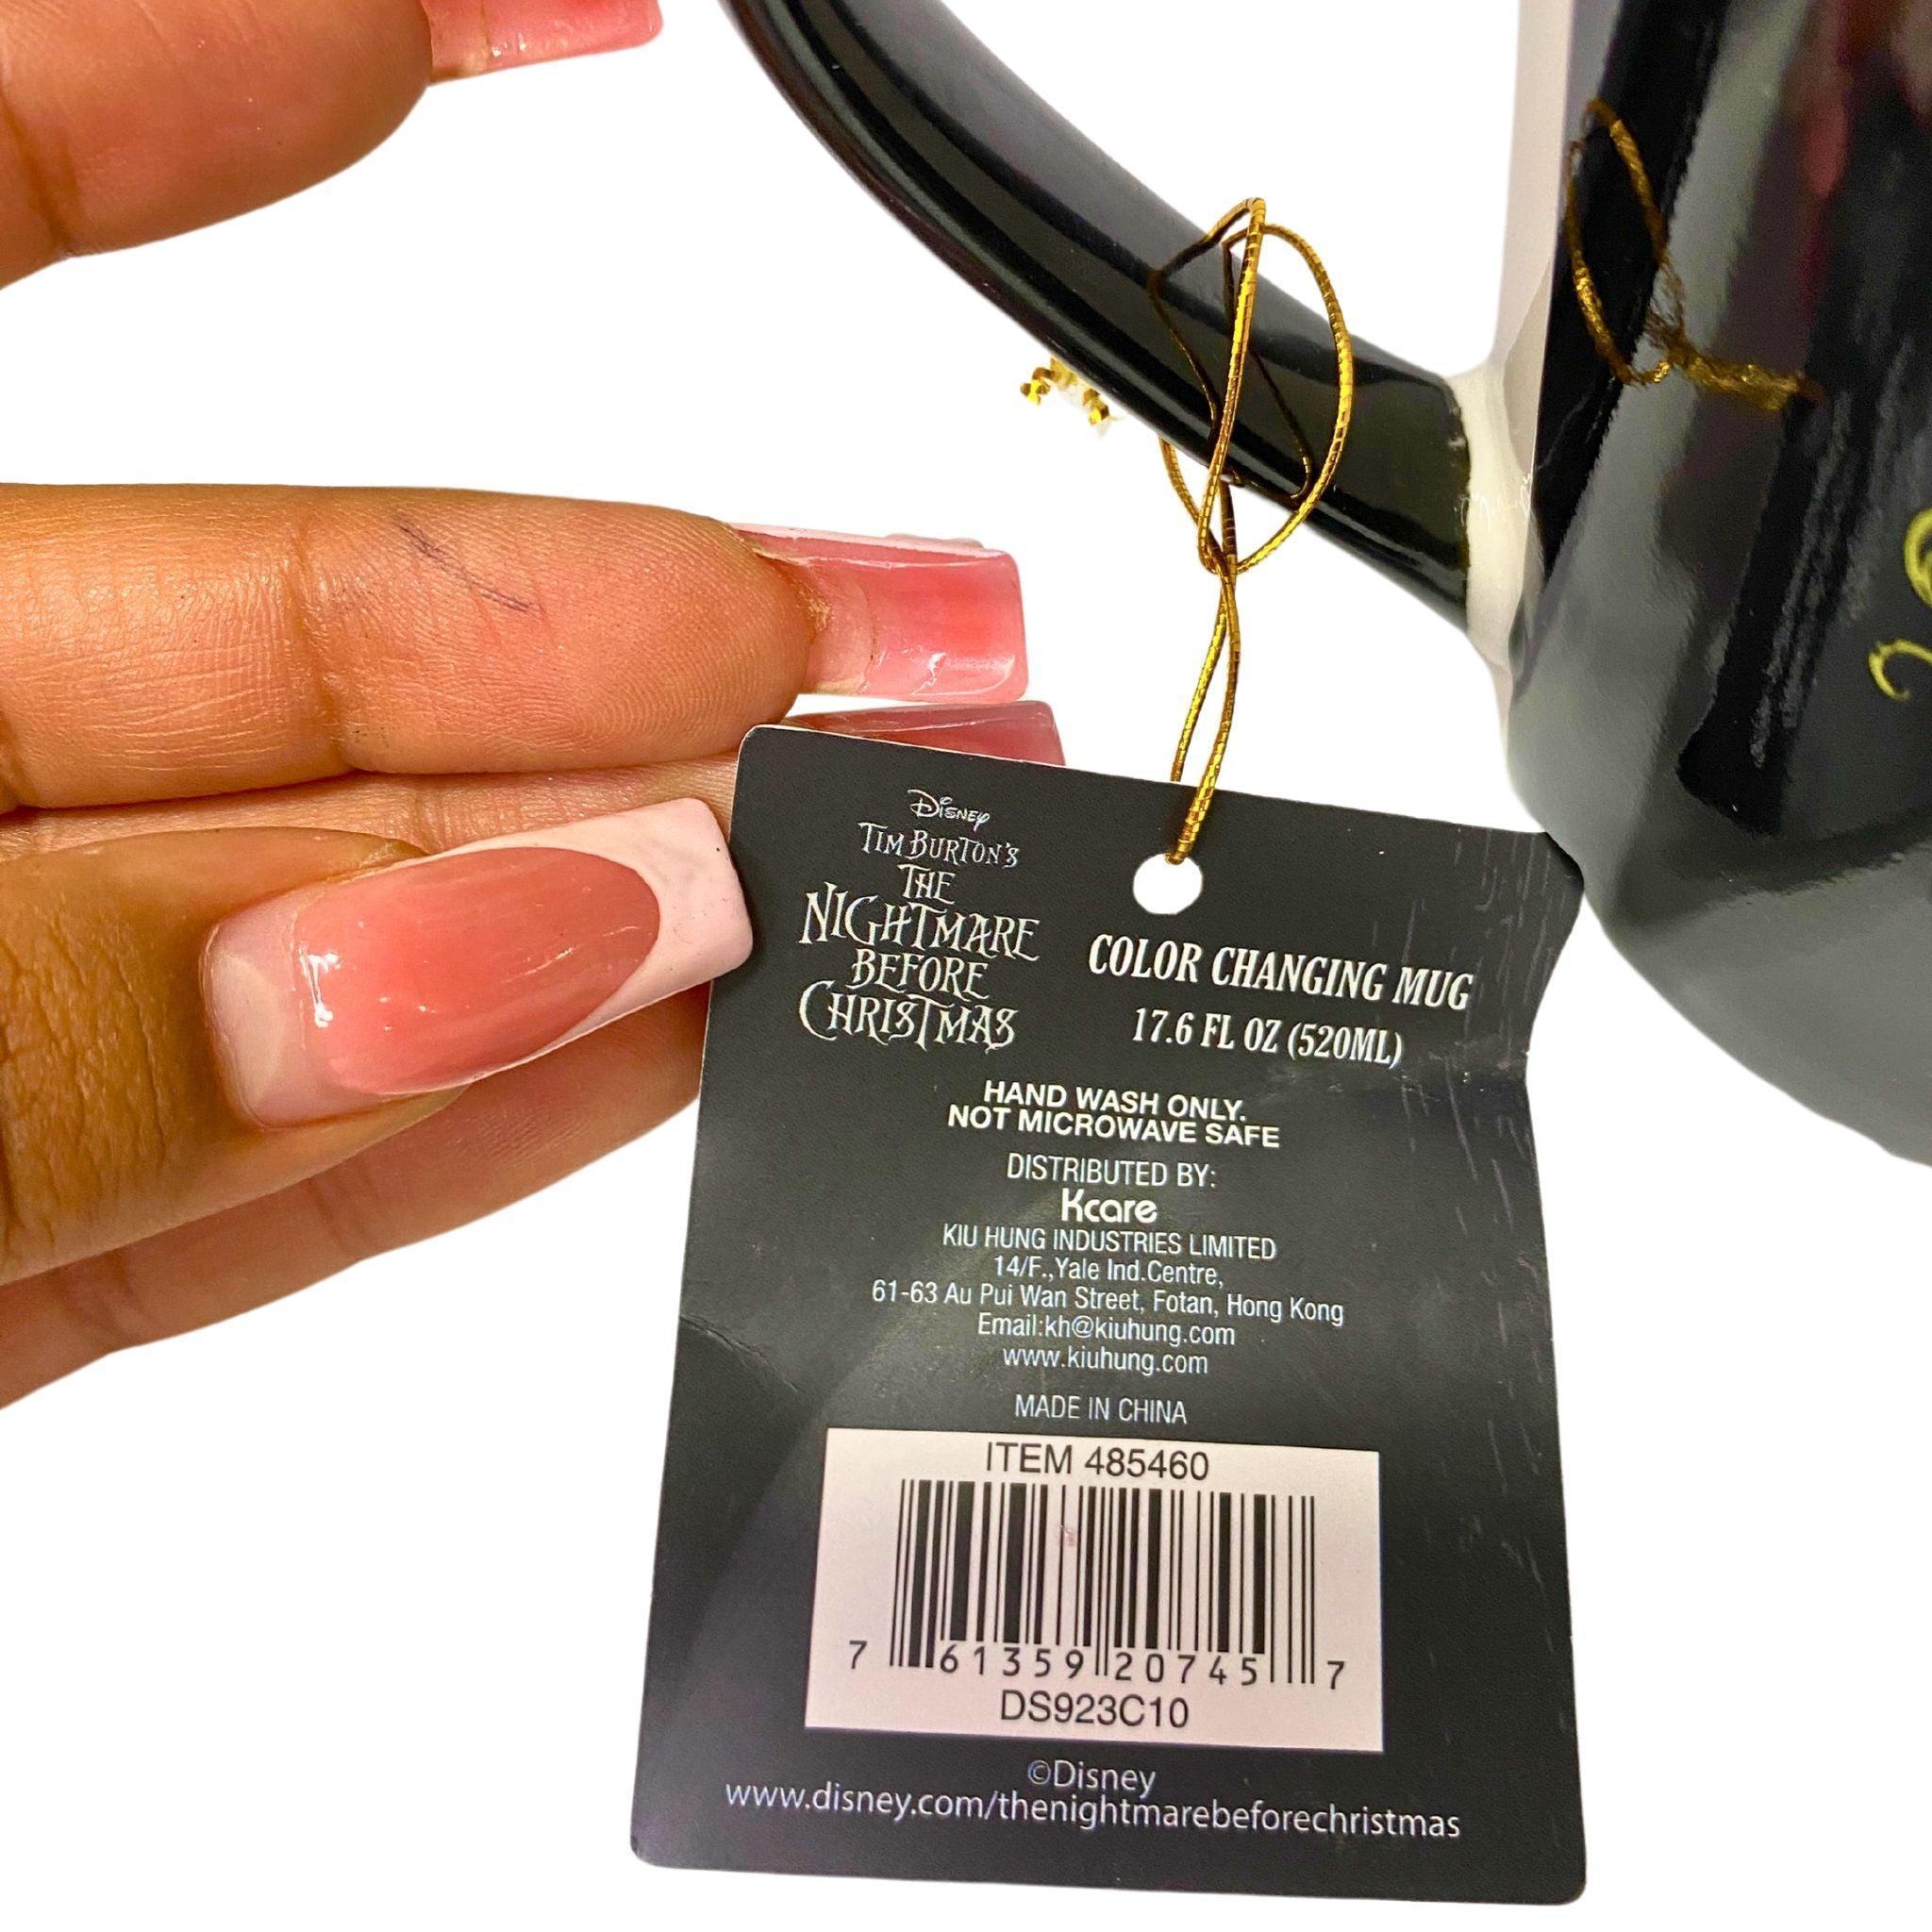 Disney
TIM BURTON'S
THE
NIGHTMARE
BEFORE
CHRISTMAS
COLOR CHANGING MUG
17.6 FL OZ (520ML)
HAND WASH ONLY.
NOT MICROWAVE SAFE
DISTRIBUTED BY:
Kcare
KIU HUNG INDUSTRIES LIMITED
14/F.,Yale Ind.Centre,
61-63 Au Pui Wan Street, Fotan, Hong Kong
Email:kh@kiuhung.com
www.kiuhung.com
MADE IN CHINA
ITEM 485460
7 61359 20745 7
DS923C10
©Disney
www.disney.com/thenightmarebeforechristmas